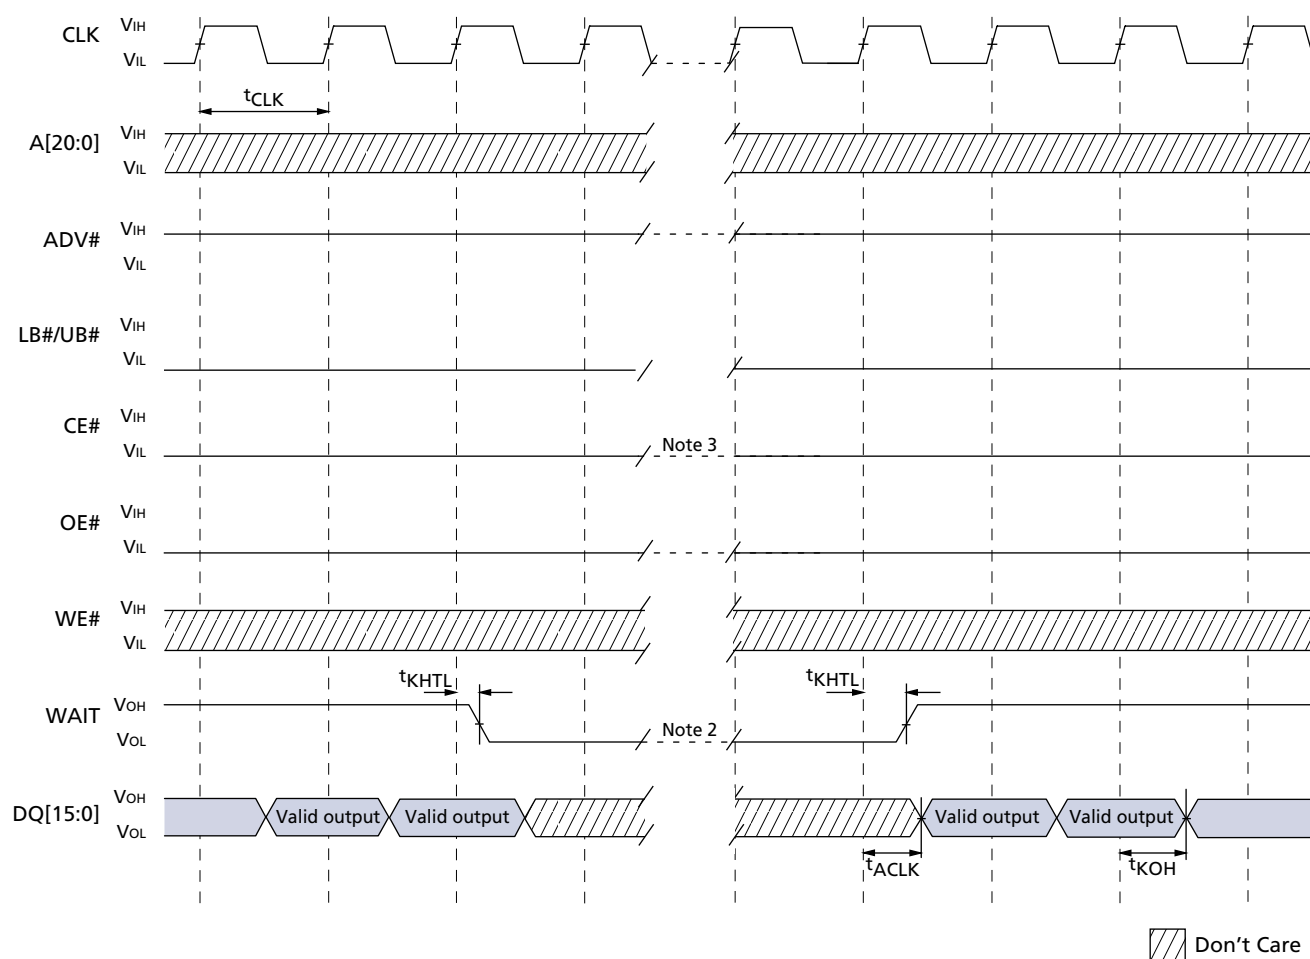 CLK VIH
VIL
tCLK
A[20:0] VIH
VIL
ADV# VIH
VIL
LB#/UB# VIH
VIL
CE# VIH
VIL
Note 3
OE# VIH
VIL
WE# VIH
VIL
tKHTL tKHTL
WAIT VOH
VOL
Note 2
DQ[15:0] VOH
VOL
Valid output Valid output Valid output Valid output
tACLK tKOH
Don't Care